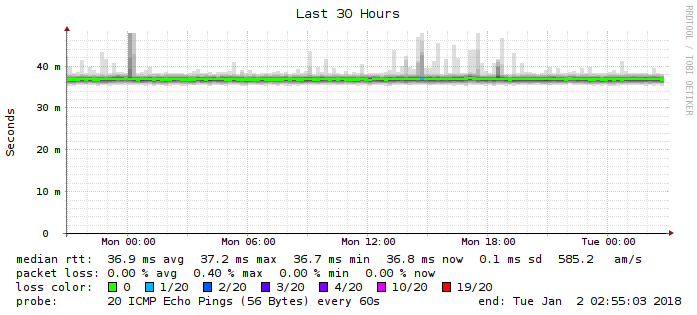 Last 30 Hours
RRDTOOL / TOBI OETIKER
Seconds
40 m
30 m
20 m
10 m
0
Mon 00:00 Mon 06:00 Mon 12:00 Mon 18:00 Tue 00:00
median rtt: 36.9 ms avg 37.2 ms max 36.7 ms min 36.8 ms now 0.1 ms sd 585.2 am/s
packet loss: 0.00 % avg 0.40 % max 0.00 % min 0.00 % now
loss color: 0 1/20 2/20 3/20 4/20 10/20 19/20
probe: 20 ICMP Echo Pings (56 Bytes) every 60s end: Tue Jan 2 02:55:03 2018